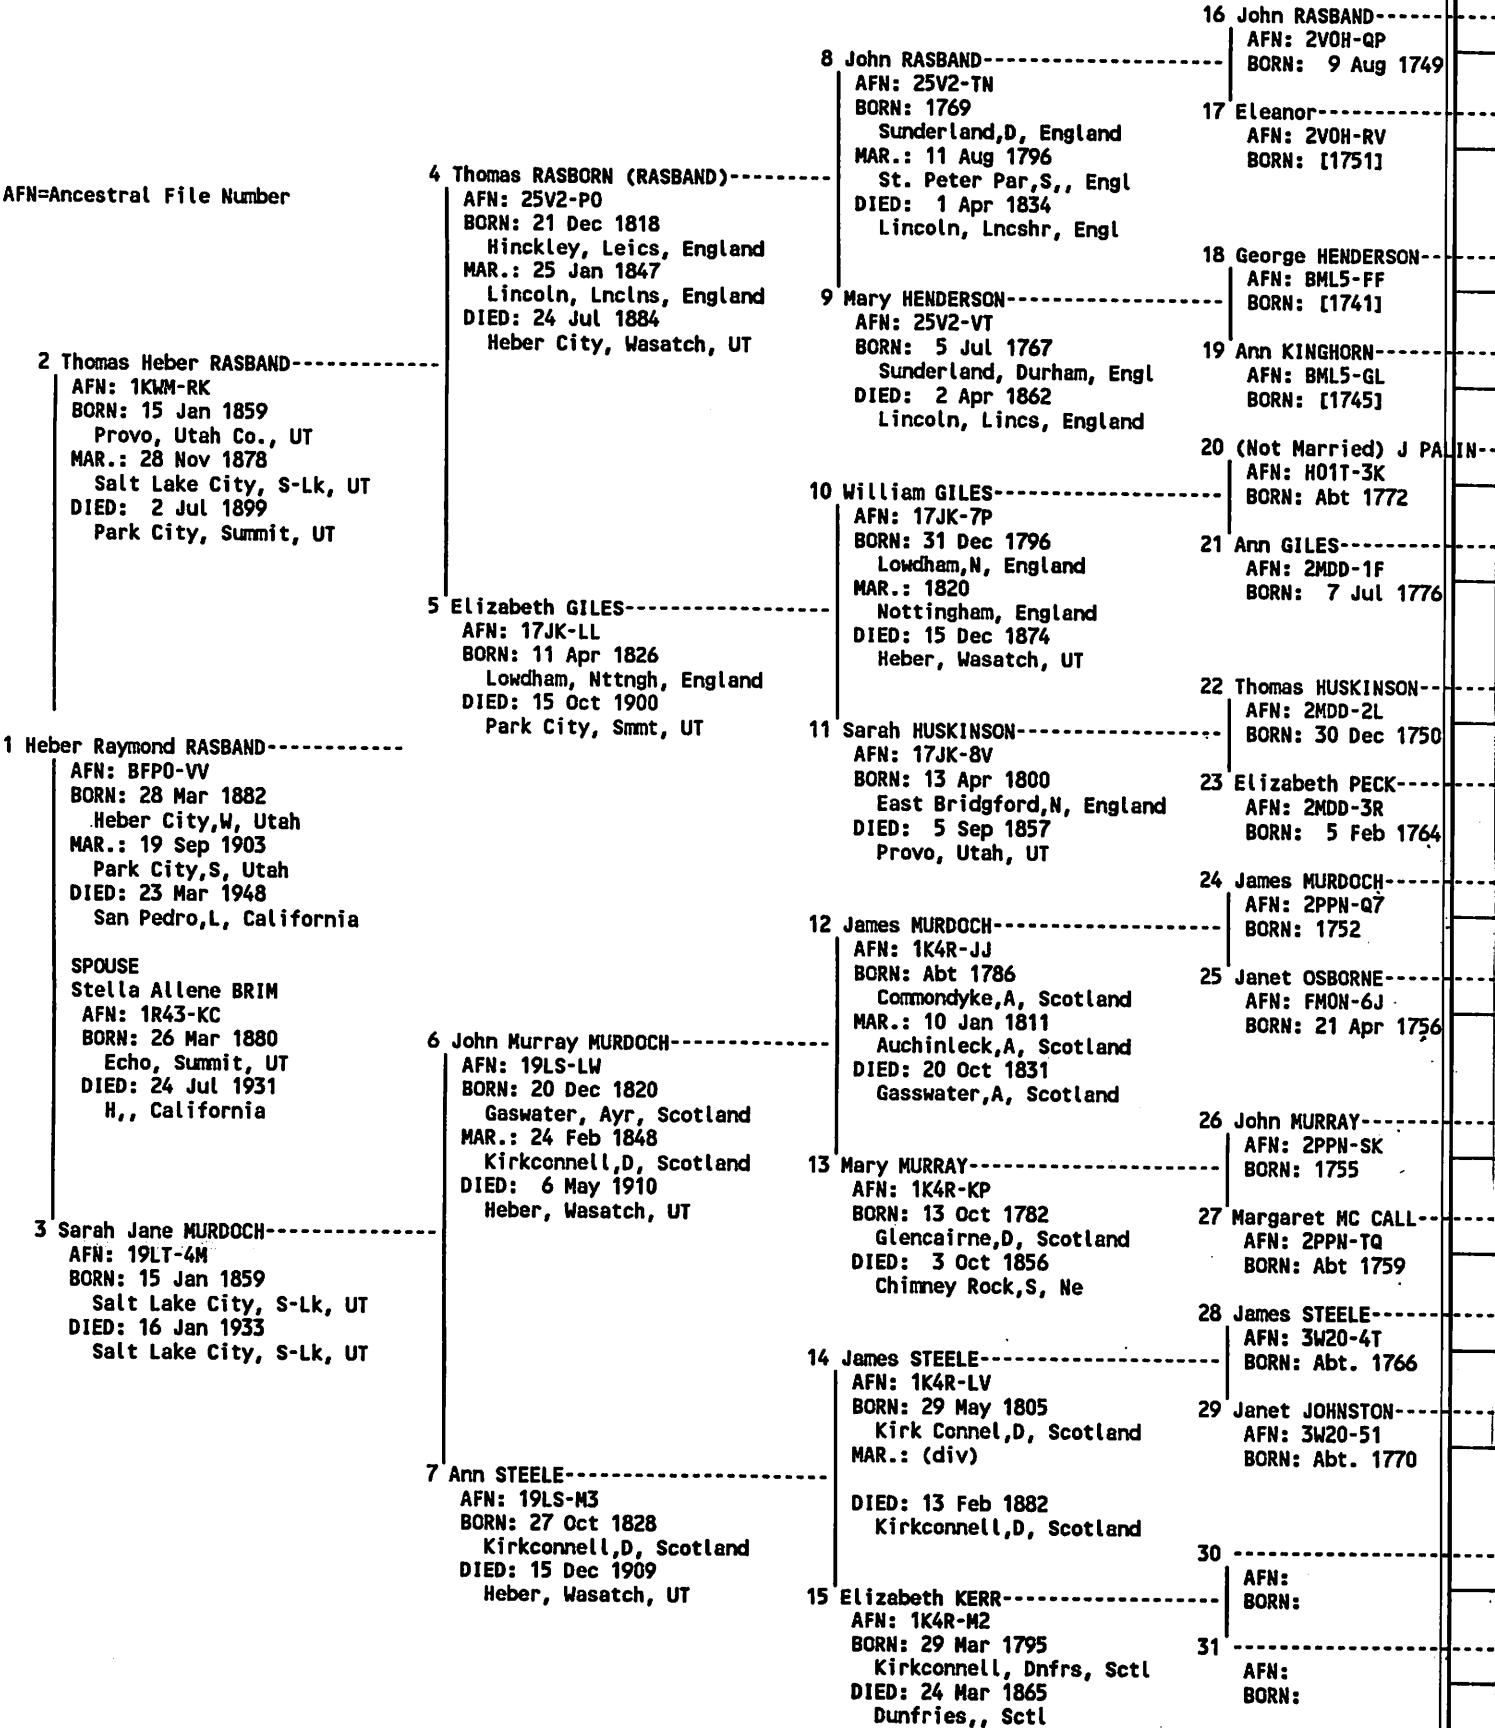 AFN=Ancestral File Number
1 Heber Raymond RASBAND
AFN: BFP0-VV
BORN: 28 Mar 1882
Heber City,W, Utah
MAR.: 19 Sep 1903
Park City,S, Utah
DIED: 23 Mar 1948
San Pedro,L, California
SPOUSE
Stella Allene BRIM
AFN: 1R43-KC
BORN: 26 Mar 1880
Echo, Summit, UT
DIED: 24 Jul 1931
H,, California
2 Thomas Heber RASBAND
AFN: 1KWM-RK
BORN: 15 Jan 1859
Provo, Utah Co., UT
MAR.: 28 Nov 1878
Salt Lake City, S-Lk, UT
DIED: 2 Jul 1899
Park City, Summit, UT
3 Sarah Jane MURDOCH
AFN: 19LT-4M
BORN: 15 Jan 1859
Salt Lake City, S-Lk, UT
DIED: 16 Jan 1933
Salt Lake City, S-Lk, UT
4 Thomas RASBORN (RASBAND)
AFN: 25V2-P0
BORN: 21 Dec 1818
Hinckley, Leics, England
MAR.: 25 Jan 1847
Lincoln, Lnclns, England
DIED: 24 Jul 1884
Heber City, Wasatch, UT
5 Elizabeth GILES
AFN: 17JK-LL
BORN: 11 Apr 1826
Lowdham, Nttngh, England
DIED: 15 Oct 1900
Park City, Smmt, UT
6 John Murray MURDOCH
AFN: 19LS-LW
BORN: 20 Dec 1820
Gaswater, Ayr, Scotland
MAR.: 24 Feb 1848
Kirkconnell,D, Scotland
DIED: 6 May 1910
Heber, Wasatch, UT
7 Ann STEELE
AFN: 19LS-M3
BORN: 27 Oct 1828
Kirkconnell,D, Scotland
DIED: 15 Dec 1909
Heber, Wasatch, UT
8 John RASBAND
AFN: 25V2-TN
BORN: 1769
Sunderland,D, England
MAR.: 11 Aug 1796
St. Peter Par,S,, Engl
DIED: 1 Apr 1834
Lincoln, Lncshr, Engl
9 Mary HENDERSON
AFN: 25V2-VT
BORN: 5 Jul 1767
Sunderland, Durham, Engl
DIED: 2 Apr 1862
Lincoln, Lincs, England
10 William GILES
AFN: 17JK-7P
BORN: 31 Dec 1796
Lowdham,N, England
MAR.: 1820
Nottingham, England
DIED: 15 Dec 1874
Heber, Wasatch, UT
11 Sarah HUSKINSON
AFN: 17JK-8V
BORN: 13 Apr 1800
East Bridgford,N, England
DIED: 5 Sep 1857
Provo, Utah, UT
12 James MURDOCH
AFN: 1K4R-JJ
BORN: Abt 1786
Commondyke,A, Scotland
MAR.: 10 Jan 1811
Auchinleck,A, Scotland
DIED: 20 Oct 1831
Gasswater,A, Scotland
13 Mary MURRAY
AFN: 1K4R-KP
BORN: 13 Oct 1782
Glencairne,D, Scotland
DIED: 3 Oct 1856
Chimney Rock,S, Ne
14 James STEELE
AFN: 1K4R-LV
BORN: 29 May 1805
Kirk Connel,D, Scotland
MAR.: (div)
DIED: 13 Feb 1882
Kirkconnell,D, Scotland
15 Elizabeth KERR
AFN: 1K4R-M2
BORN: 29 Mar 1795
Kirkconnell, Dnfrs, Sctl
DIED: 24 Mar 1865
Dunfries,, Sctl
16 John RASBAND
AFN: 2V0H-QP
BORN: 9 Aug 1749
17 Eleanor
AFN: 2V0H-RV
BORN: [1751]
18 George HENDERSON
AFN: BML5-FF
BORN: [1741]
19 Ann KINGHORN
AFN: BML5-GL
BORN: [1745]
20 (Not Married) J PALIN
AFN: H01T-3K
BORN: Abt 1772
21 Ann GILES
AFN: 2MDD-1F
BORN: 7 Jul 1776
22 Thomas HUSKINSON
AFN: 2MDD-2L
BORN: 30 Dec 1750
23 Elizabeth PECK
AFN: 2MDD-3R
BORN: 5 Feb 1764
24 James MURDOCH
AFN: 2PPN-Q7
BORN: 1752
25 Janet OSBORNE
AFN: FM0N-6J
BORN: 21 Apr 1756
26 John MURRAY
AFN: 2PPN-SK
BORN: 1755
27 Margaret MC CALL
AFN: 2PPN-TQ
BORN: Abt 1759
28 James STEELE
AFN: 3W20-4T
BORN: Abt. 1766
29 Janet JOHNSTON
AFN: 3W20-51
BORN: Abt. 1770
30
AFN:
BORN:
31
AFN:
BORN: